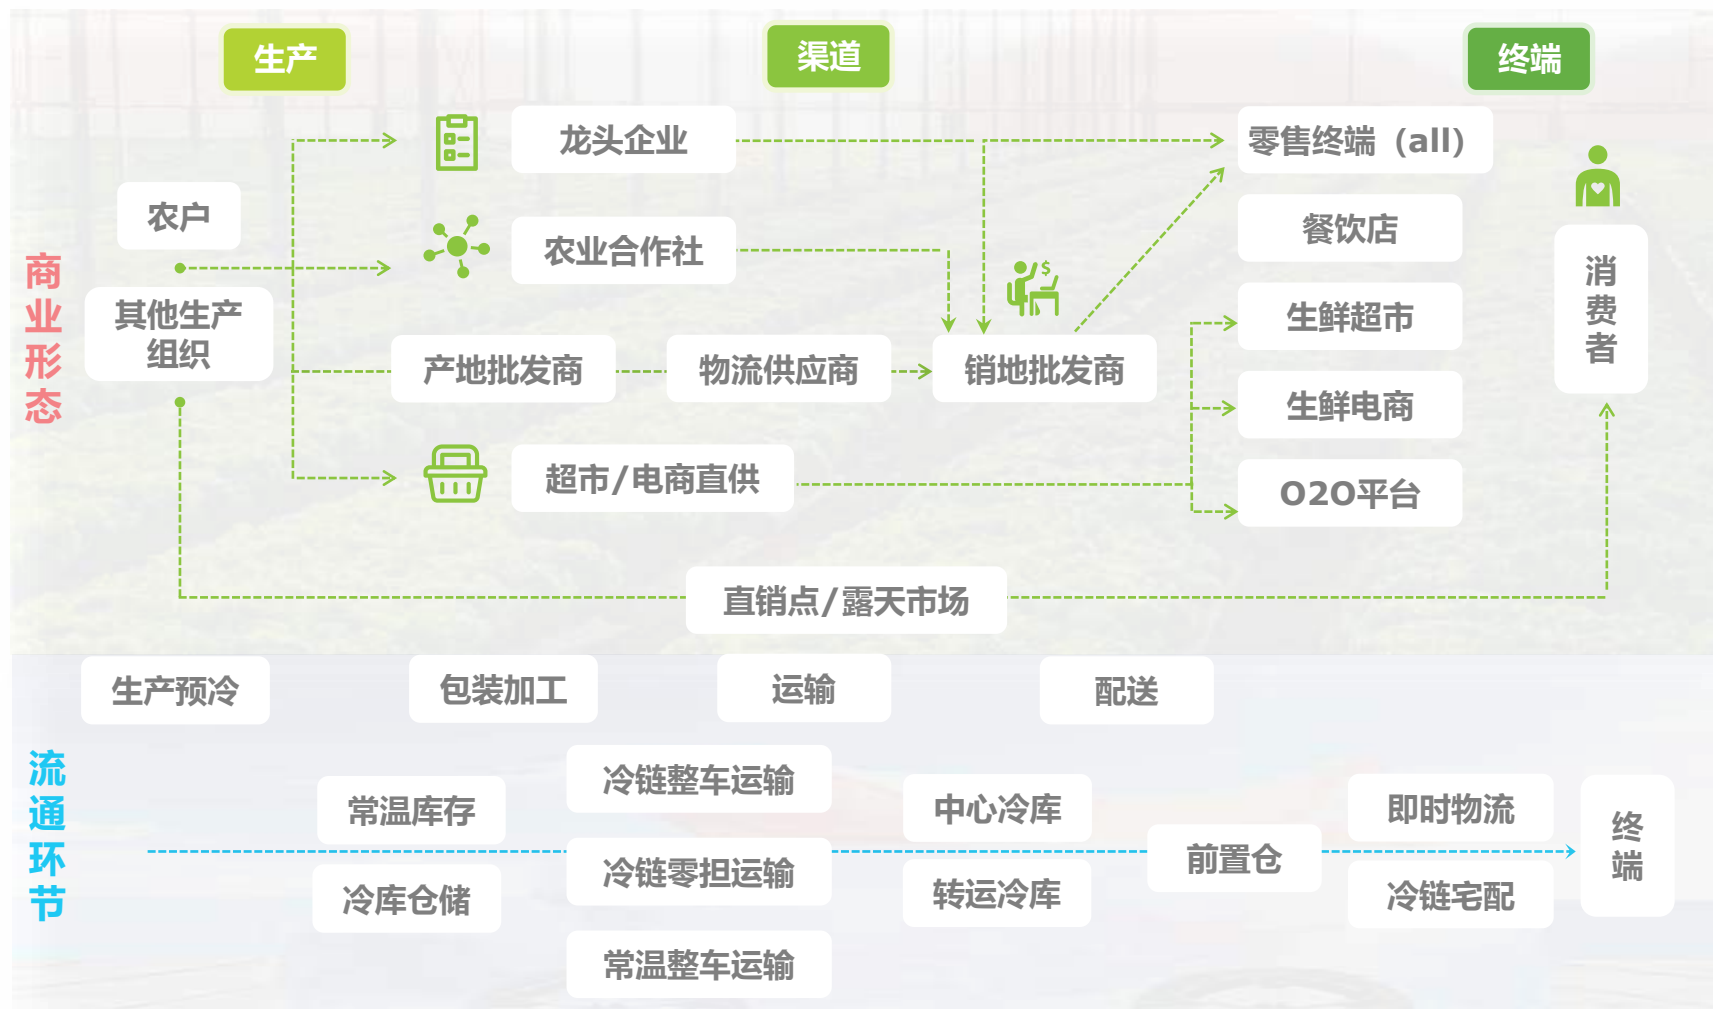 生产
渠道
终端
商业形态
农户
其他生产
组织
龙头企业
农业合作社
产地批发商
物流供应商
销地批发商
超市/电商直供
直销点/露天市场
零售终端（all）
餐饮店
生鲜超市
生鲜电商
O2O平台
消费者
流通环节
生产预冷
包装加工
运输
配送
常温库存
冷库仓储
冷链整车运输
冷链零担运输
常温整车运输
中心冷库
转运冷库
前置仓
即时物流
冷链宅配
终端